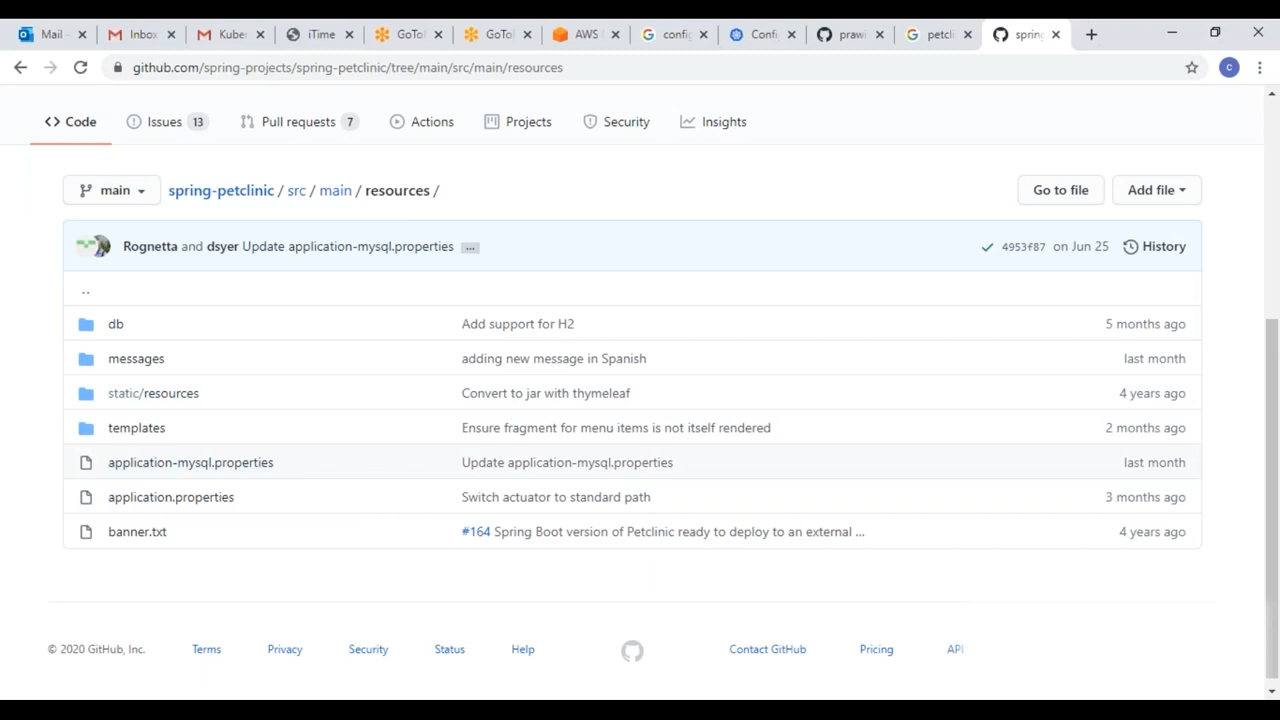 Mail
Inbox
Kube
iTime
GoTo
GoTo
AWS
config
Confi
praw
petcli
spring
github.com/spring-projects/spring-petclinic/tree/main/src/main/resources
C
Code
Issues 13
Pull requests 7
Actions
Projects
Security
Insights
main
spring-petclinic / src / main / resources /
Go to file
Add file
Rognetta and dsyer Update application-mysql.properties ...
4953f87 on Jun 25 History
..
db Add support for H2 5 months ago
messages adding new message in Spanish last month
static/resources Convert to jar with thymeleaf 4 years ago
templates Ensure fragment for menu items is not itself rendered 2 months ago
application-mysql.properties Update application-mysql.properties last month
application.properties Switch actuator to standard path 3 months ago
banner.txt #164 Spring Boot version of Petclinic ready to deploy to an external ... 4 years ago
© 2020 GitHub, Inc. Terms Privacy Security Status Help Contact GitHub Pricing API